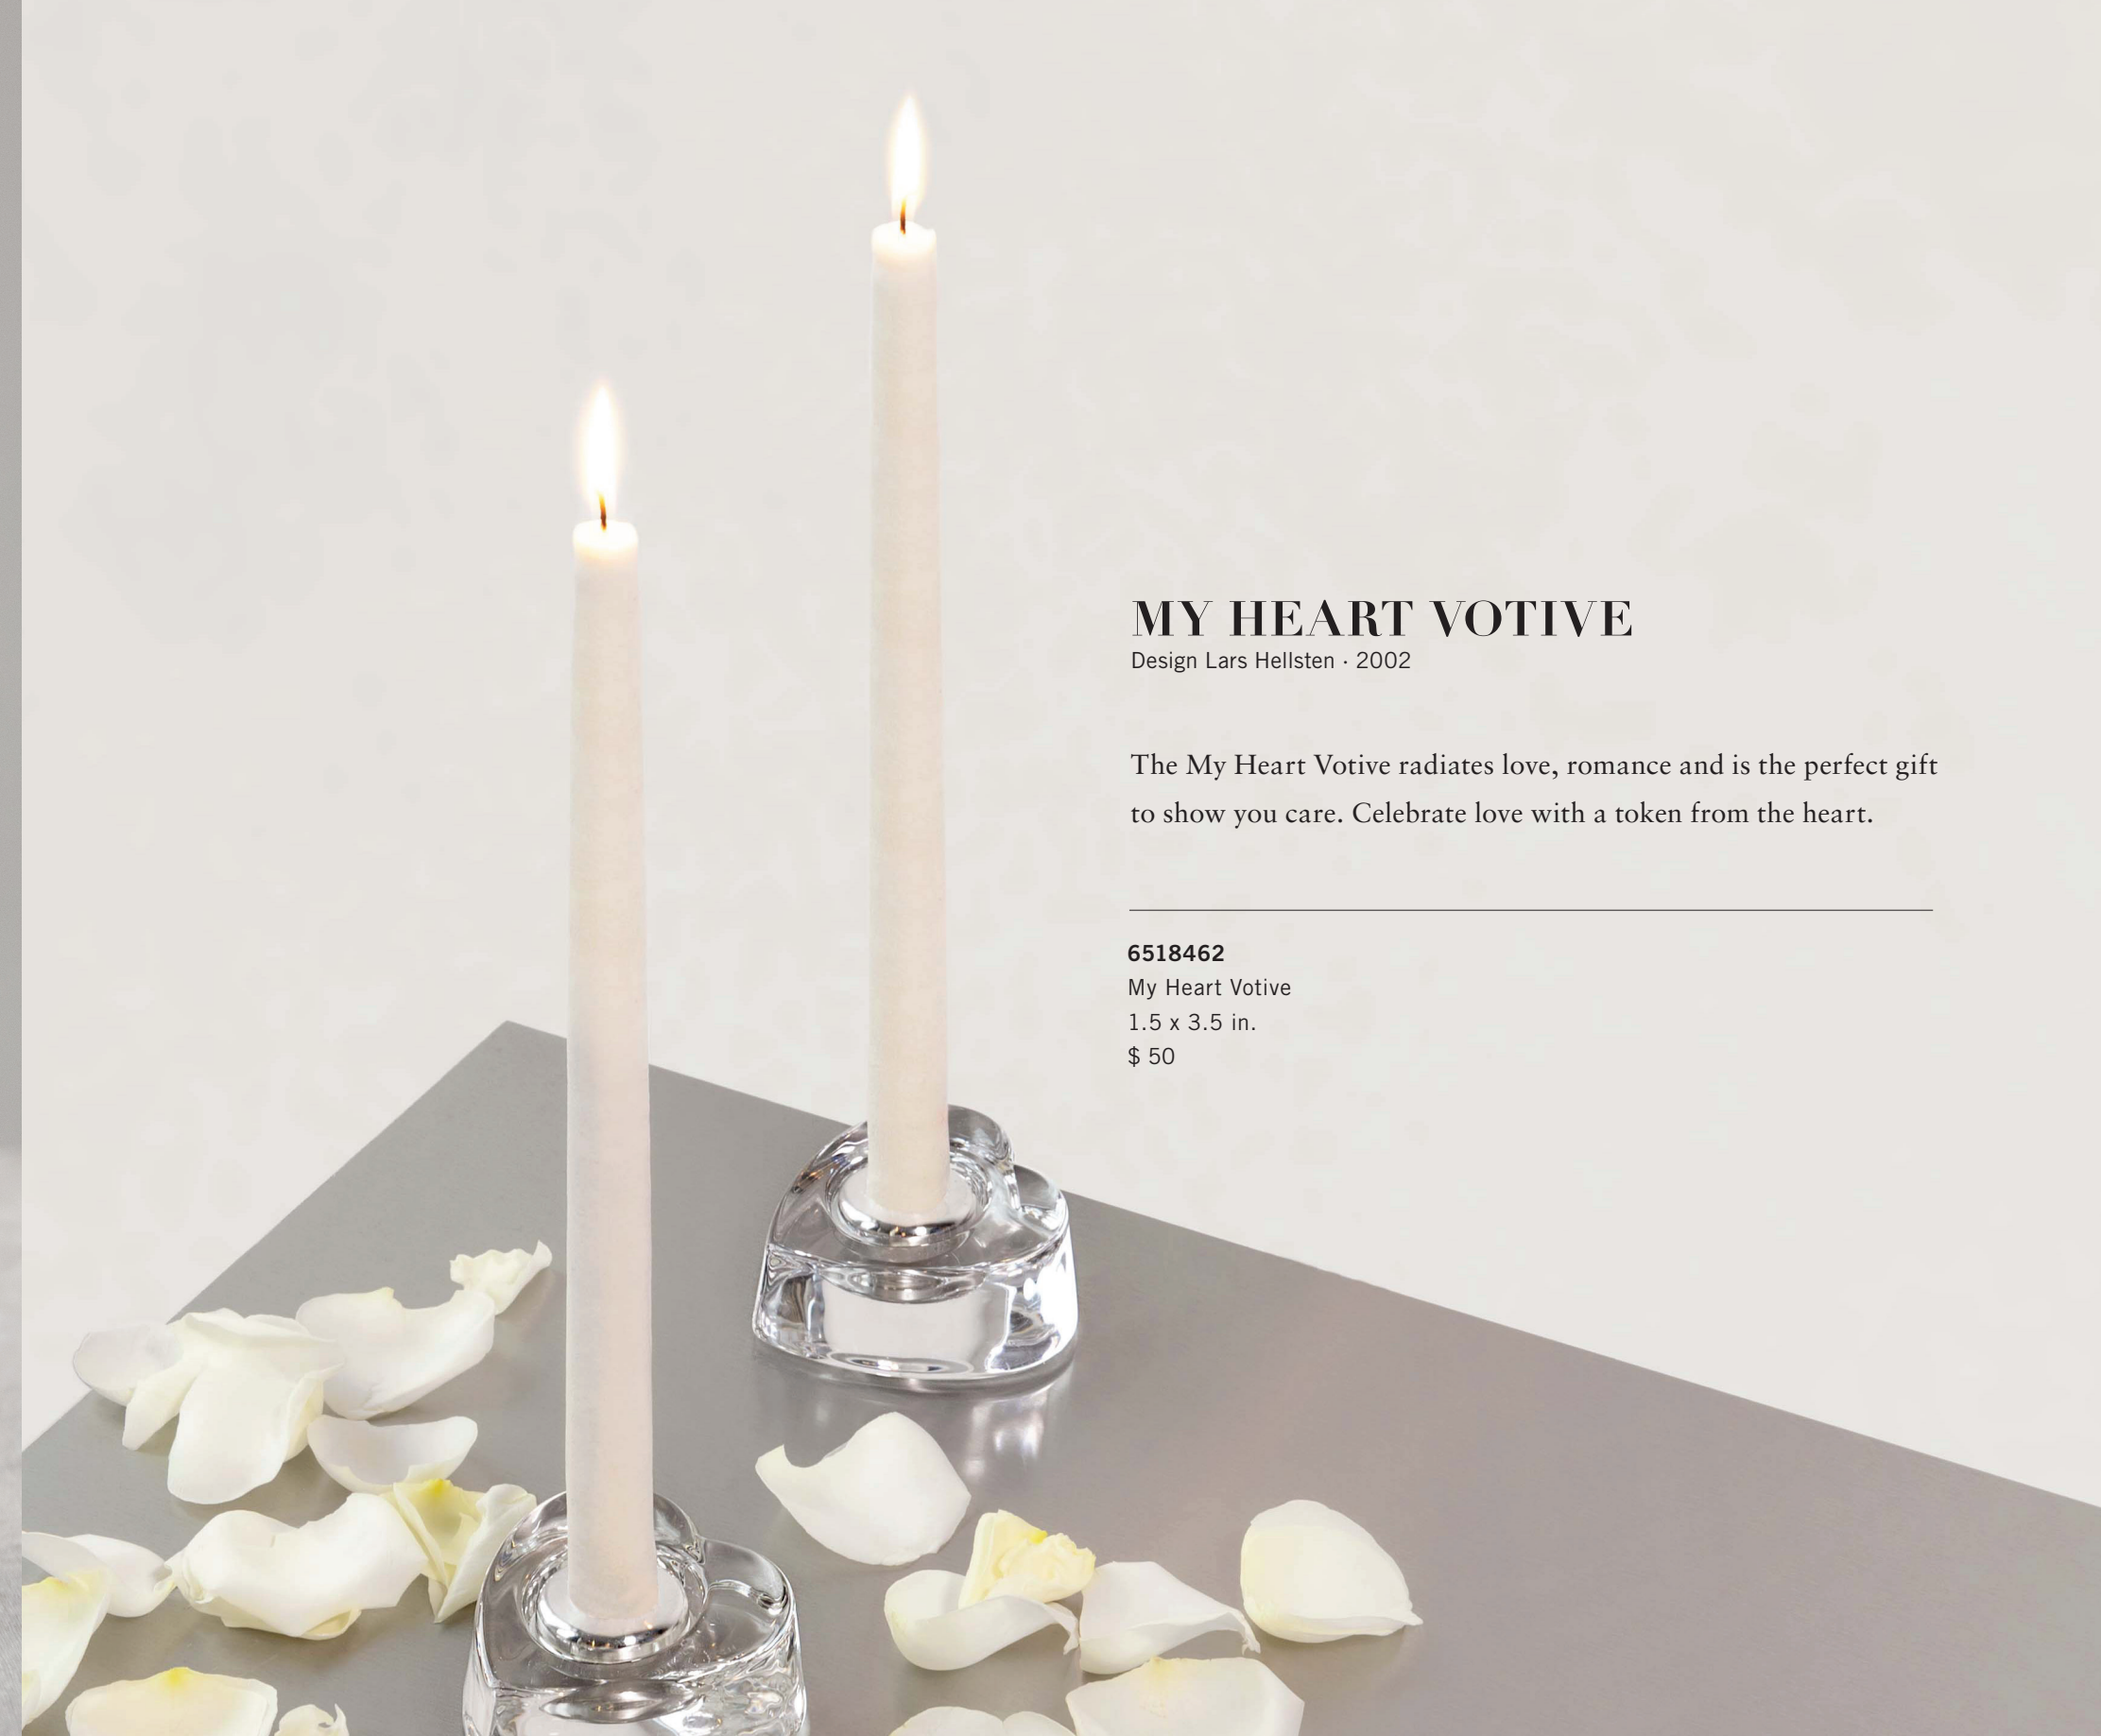 MY HEART VOTIVE
Design Lars Hellsten · 2002
The My Heart Votive radiates love, romance and is the perfect gift
to show you care. Celebrate love with a token from the heart.
6518462
My Heart Votive
1.5 x 3.5 in.
$ 50